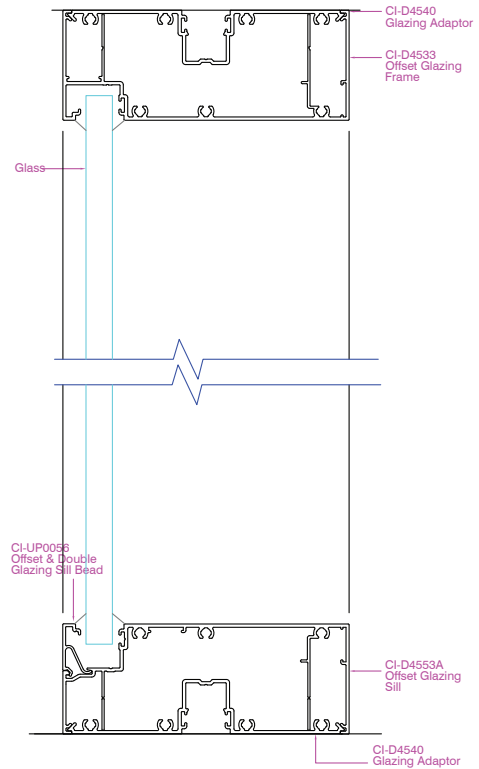 CI-D4540
Glazing Adaptor
CI-D4533
Offset Glazing
Frame
Glass
CI-UP0056
Offset & Double
Glazing Sill Bead
CI-D4553A
Offset Glazing
Sill
CI-D4540
Glazing Adaptor